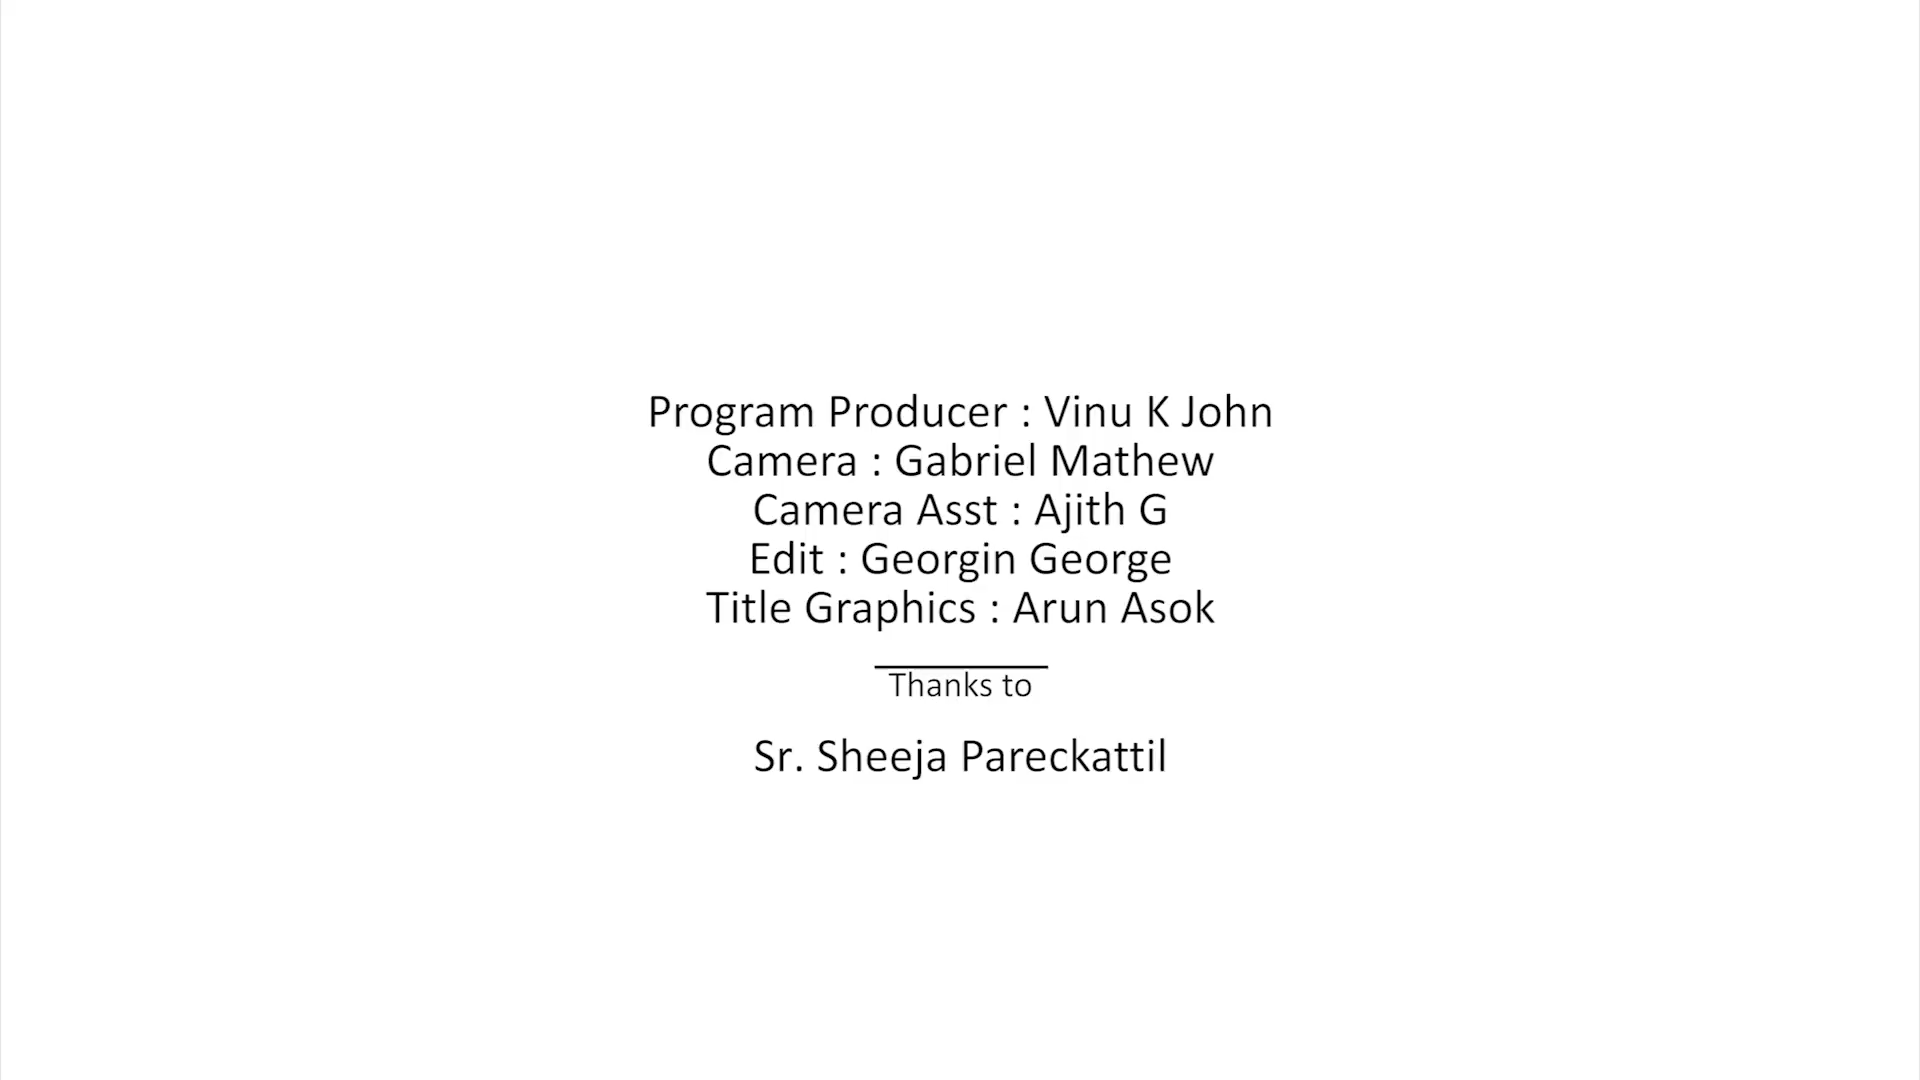 Program Producer : Vinu K John
Camera : Gabriel Mathew
Camera Asst : Ajith G
Edit : Georgin George
Title Graphics : Arun Asok
Thanks to
Sr. Sheeja Pareckattil